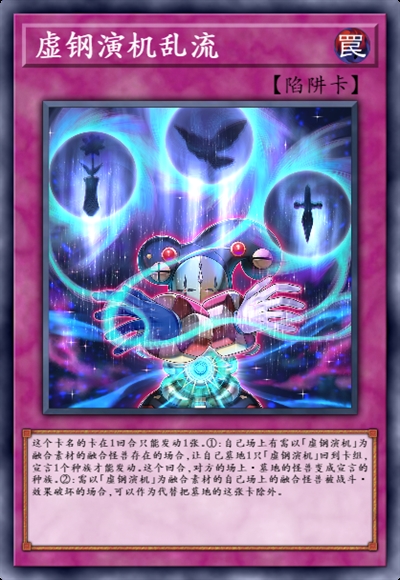 虚钢演机乱流
罠
【陷阱卡】
这个卡名的卡在1回合只能发动1张。①：自己场上有需以「虚钢演机」为
融合素材的融合怪兽存在的场合，让自己墓地1只「虚钢演机」回到卡组，
宣言1个种族才能发动。这个回合，对方的场上·墓地的怪兽变成宣言的
种族。②：需以「虚钢演机」为融合素材的自己场上的融合怪兽被战斗·
效果破坏的场合，可以作为代替把墓地的这张卡除外。